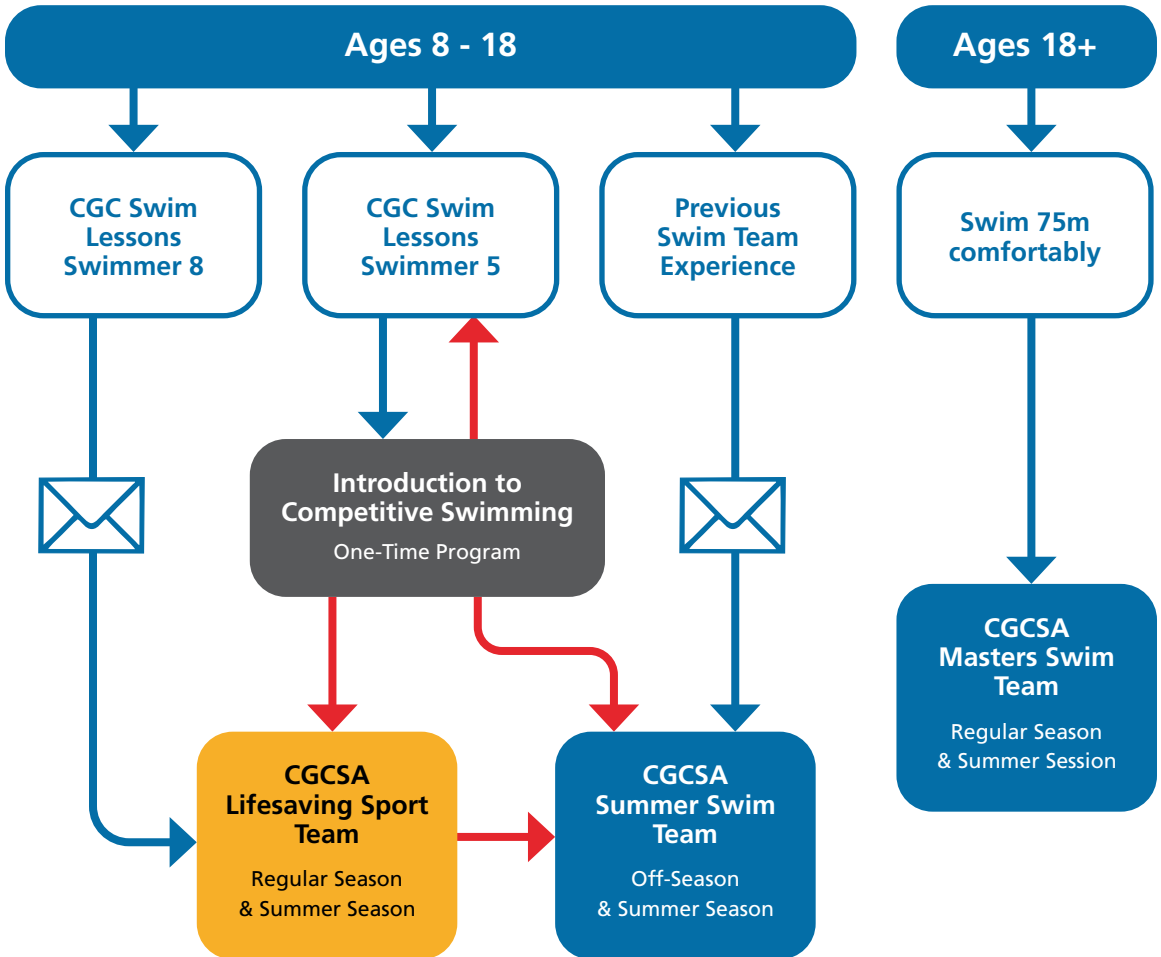 Ages 8 - 18
Ages 18+
CGC Swim
Lessons
Swimmer 8
CGC Swim
Lessons
Swimmer 5
Previous
Swim Team
Experience
Swim 75m
comfortably
Introduction to
Competitive Swimming
One-Time Program
CGCSA
Lifesaving Sport
Team
Regular Season
& Summer Season
CGCSA
Summer Swim
Team
Off-Season
& Summer Season
CGCSA
Masters Swim
Team
Regular Season
& Summer Session